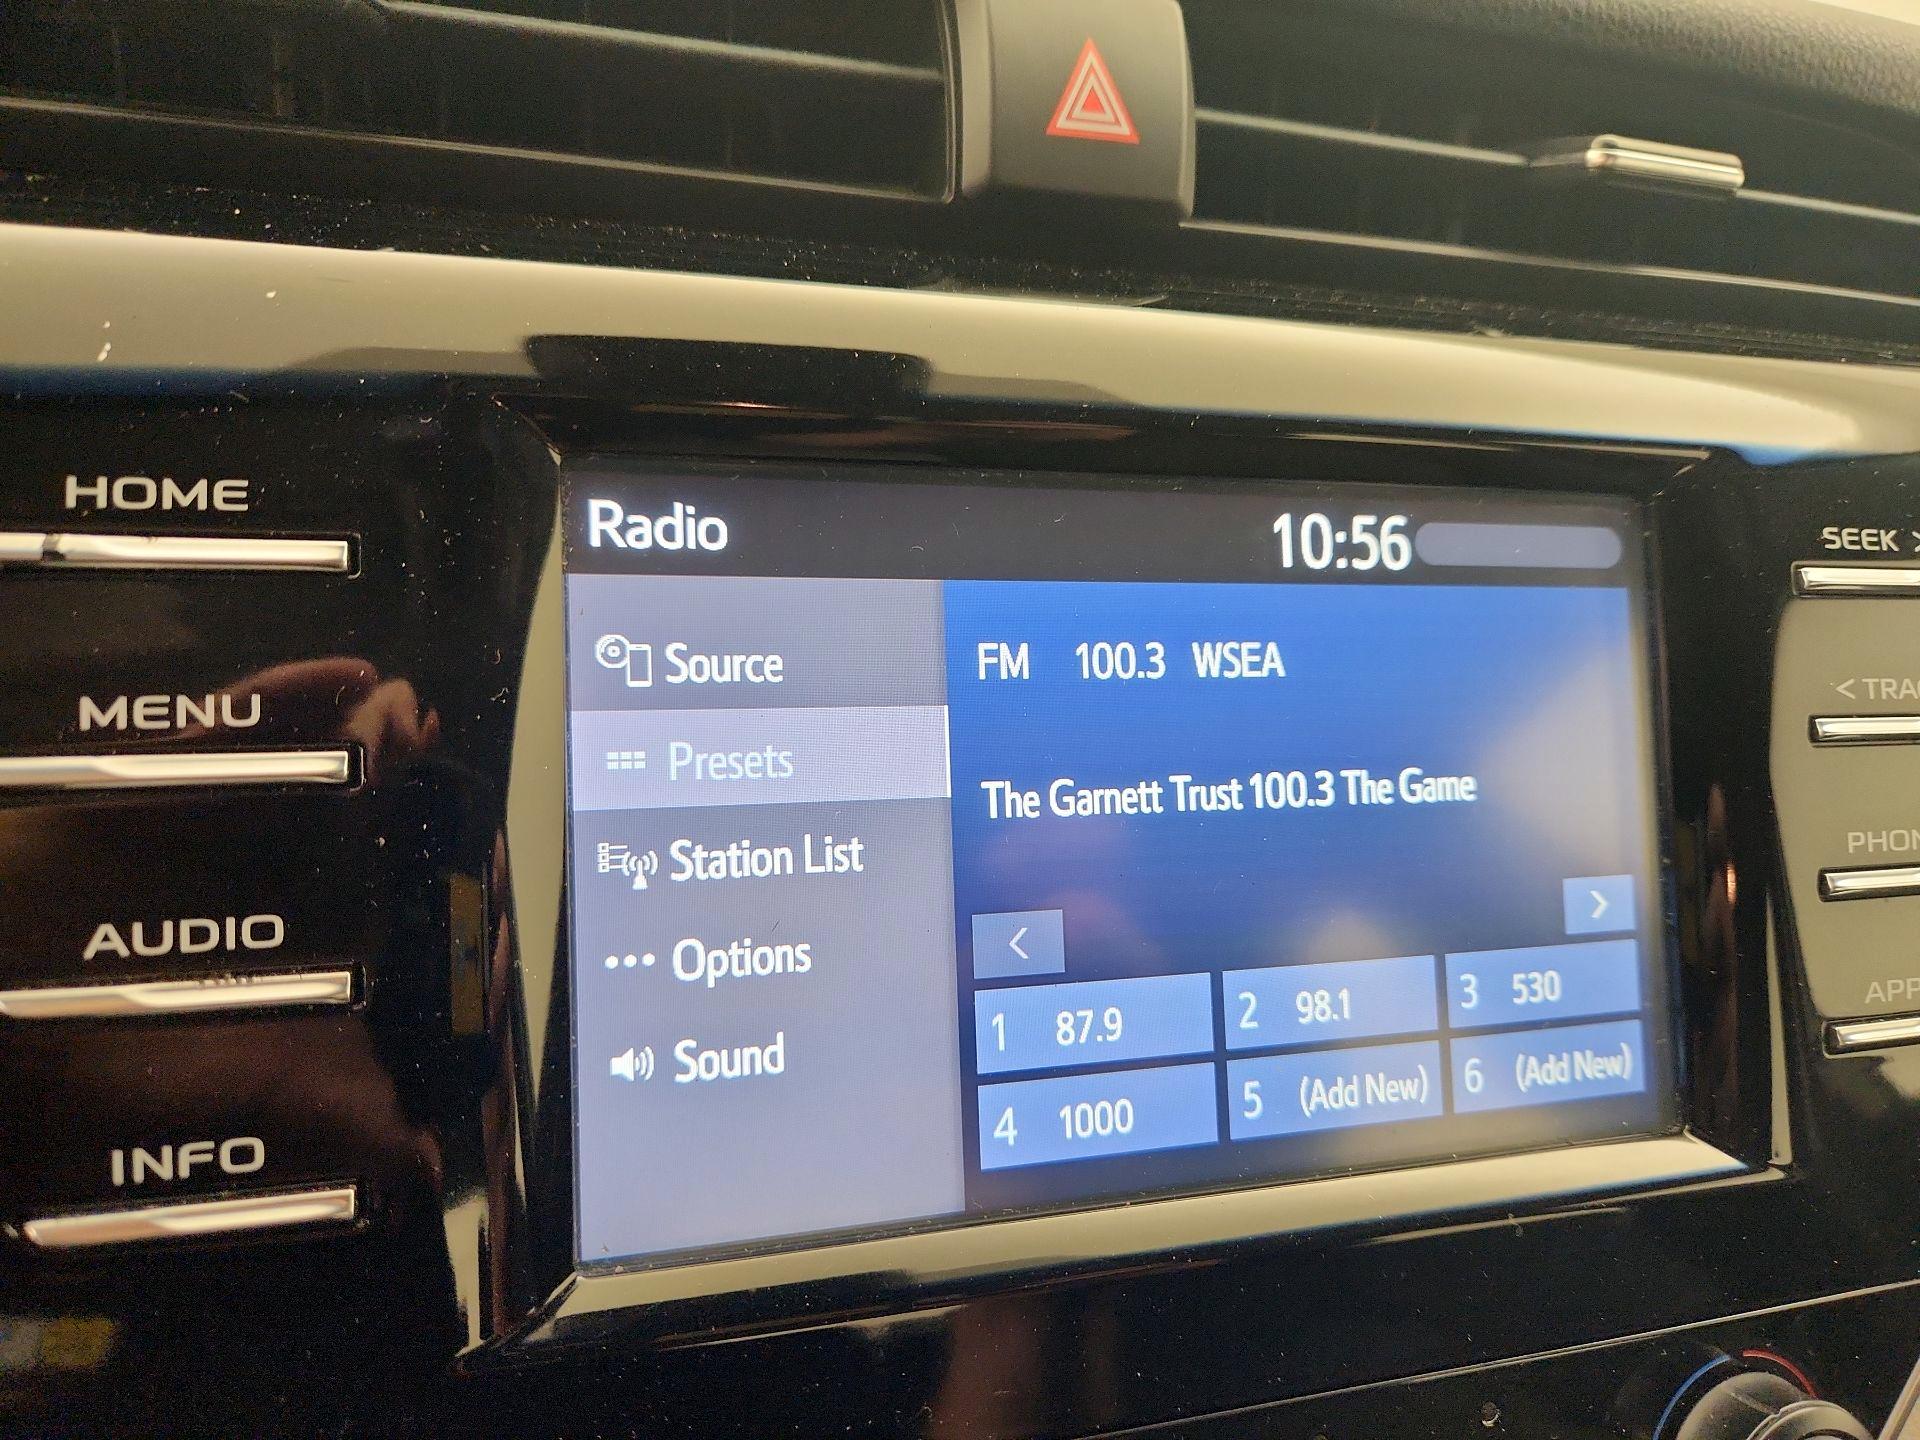 HOME
MENU
AUDIO
INFO
Radio 10:56
Source
Presets
Station List
Options
Sound
FM 100.3 WSEA
The Garnett Trust 100.3 The Game
<
>
1 87.9
2 98.1
3 530
4 1000
5 (Add New)
6 (Add New)
SEEK >
< TRAC
PHON
APP